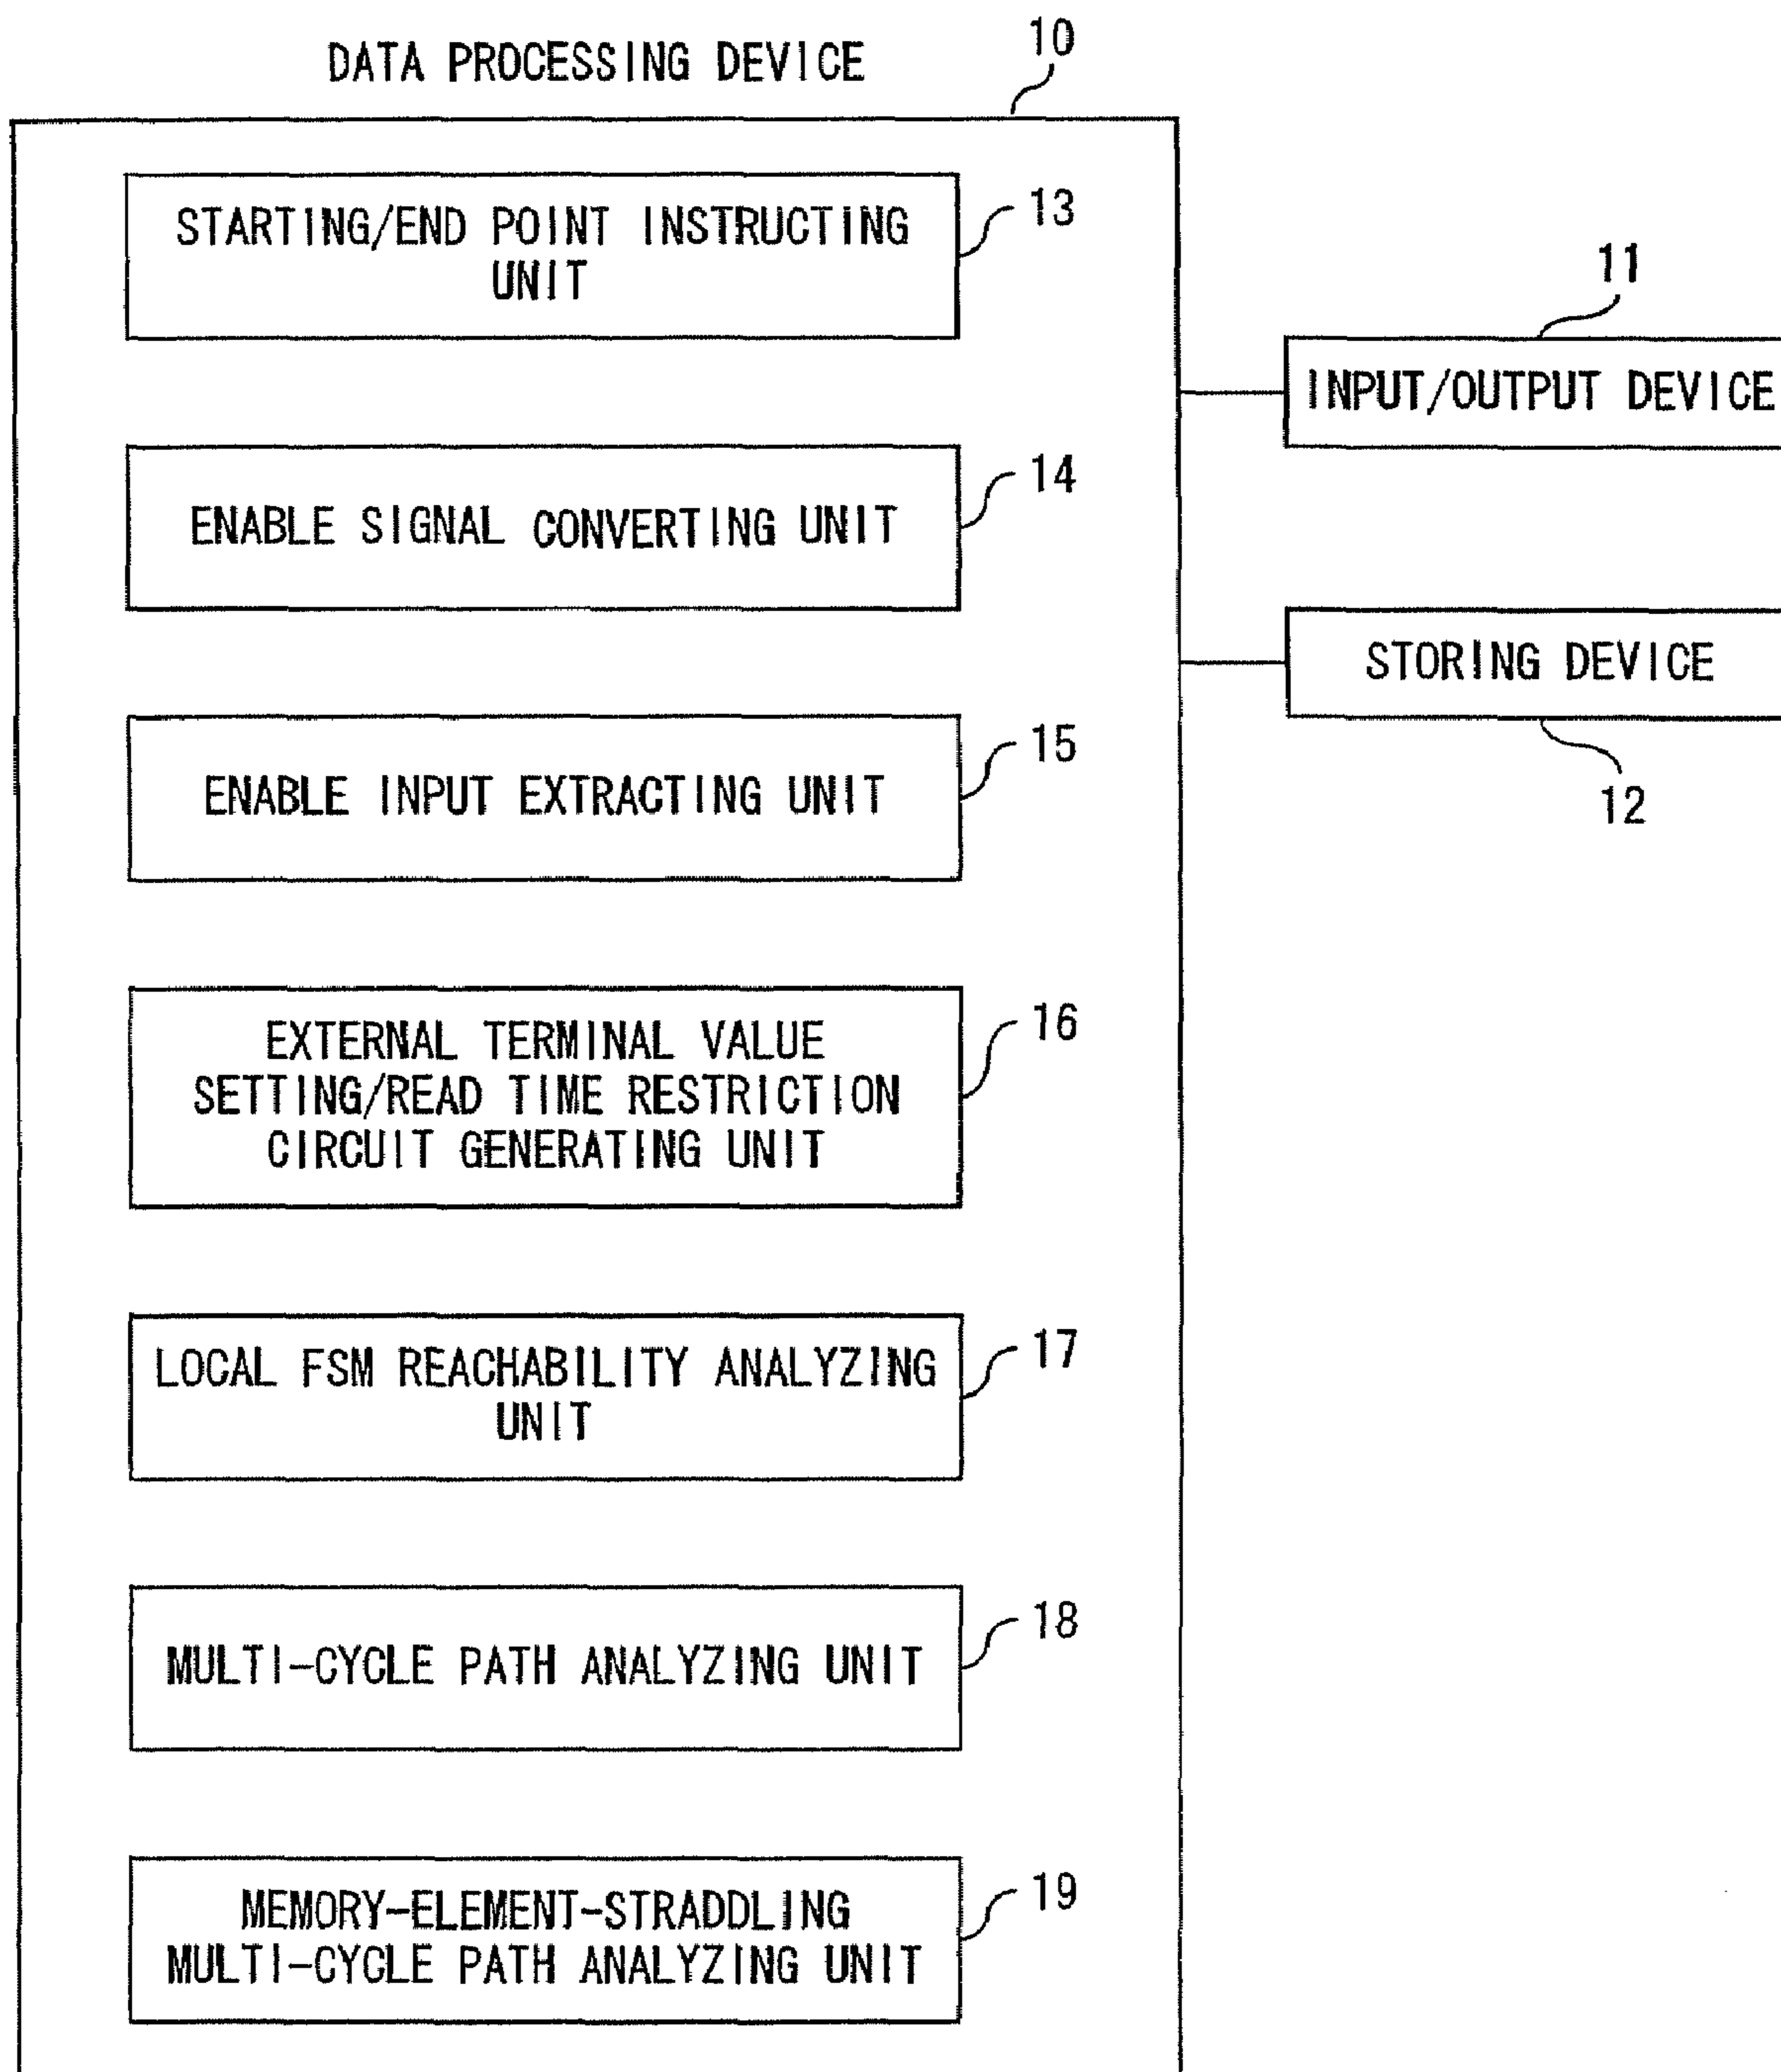 DATA PROCESSING DEVICE
10
STARTING/END POINT INSTRUCTING
UNIT
13
11
INPUT/OUTPUT DEVICE
ENABLE SIGNAL CONVERTING UNIT
14
STORING DEVICE
12
ENABLE INPUT EXTRACTING UNIT
15
EXTERNAL TERMINAL VALUE
SETTING/READ TIME RESTRICTION
CIRCUIT GENERATING UNIT
16
LOCAL FSM REACHABILITY ANALYZING
UNIT
17
MULTI-CYCLE PATH ANALYZING UNIT
18
MEMORY-ELEMENT-STRADDLING
MULTI-CYCLE PATH ANALYZING UNIT
19